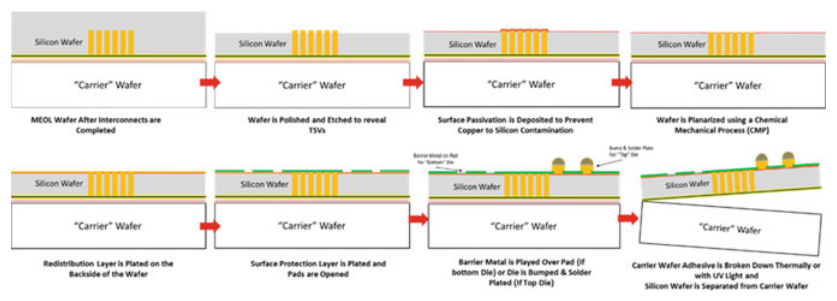 Silicon Wafer
"Carrier" Wafer
MEOL Wafer After Interconnects are
Completed
Silicon Wafer
"Carrier" Wafer
Wafer is Polished and Etched to reveal
TSVs
Silicon Wafer
"Carrier" Wafer
Surface Passivation is Deposited to Prevent
Copper to Silicon Contamination
Silicon Wafer
"Carrier" Wafer
Wafer is Planarized using a Chemical
Mechanical Process (CMP)
Silicon Wafer
"Carrier" Wafer
Redistribution Layer is Plated on the
Backside of the Wafer
Silicon Wafer
"Carrier" Wafer
Surface Protection Layer is Plated and
Pads are Opened
Barrier Metal on Pad
for "Bottom" Die
Bump & Solder Plate
for "Top" Die
Silicon Wafer
"Carrier" Wafer
Barrier Metal is Played Over Pad (if
bottom Die) or Die is Bumped & Solder
Plated (If Top Die)
Silicon Wafer
"Carrier" Wafer
Carrier Wafer Adhesive is Broken Down Thermally or
with UV Light and
Silicon Wafer is Separated from Carrier Wafer